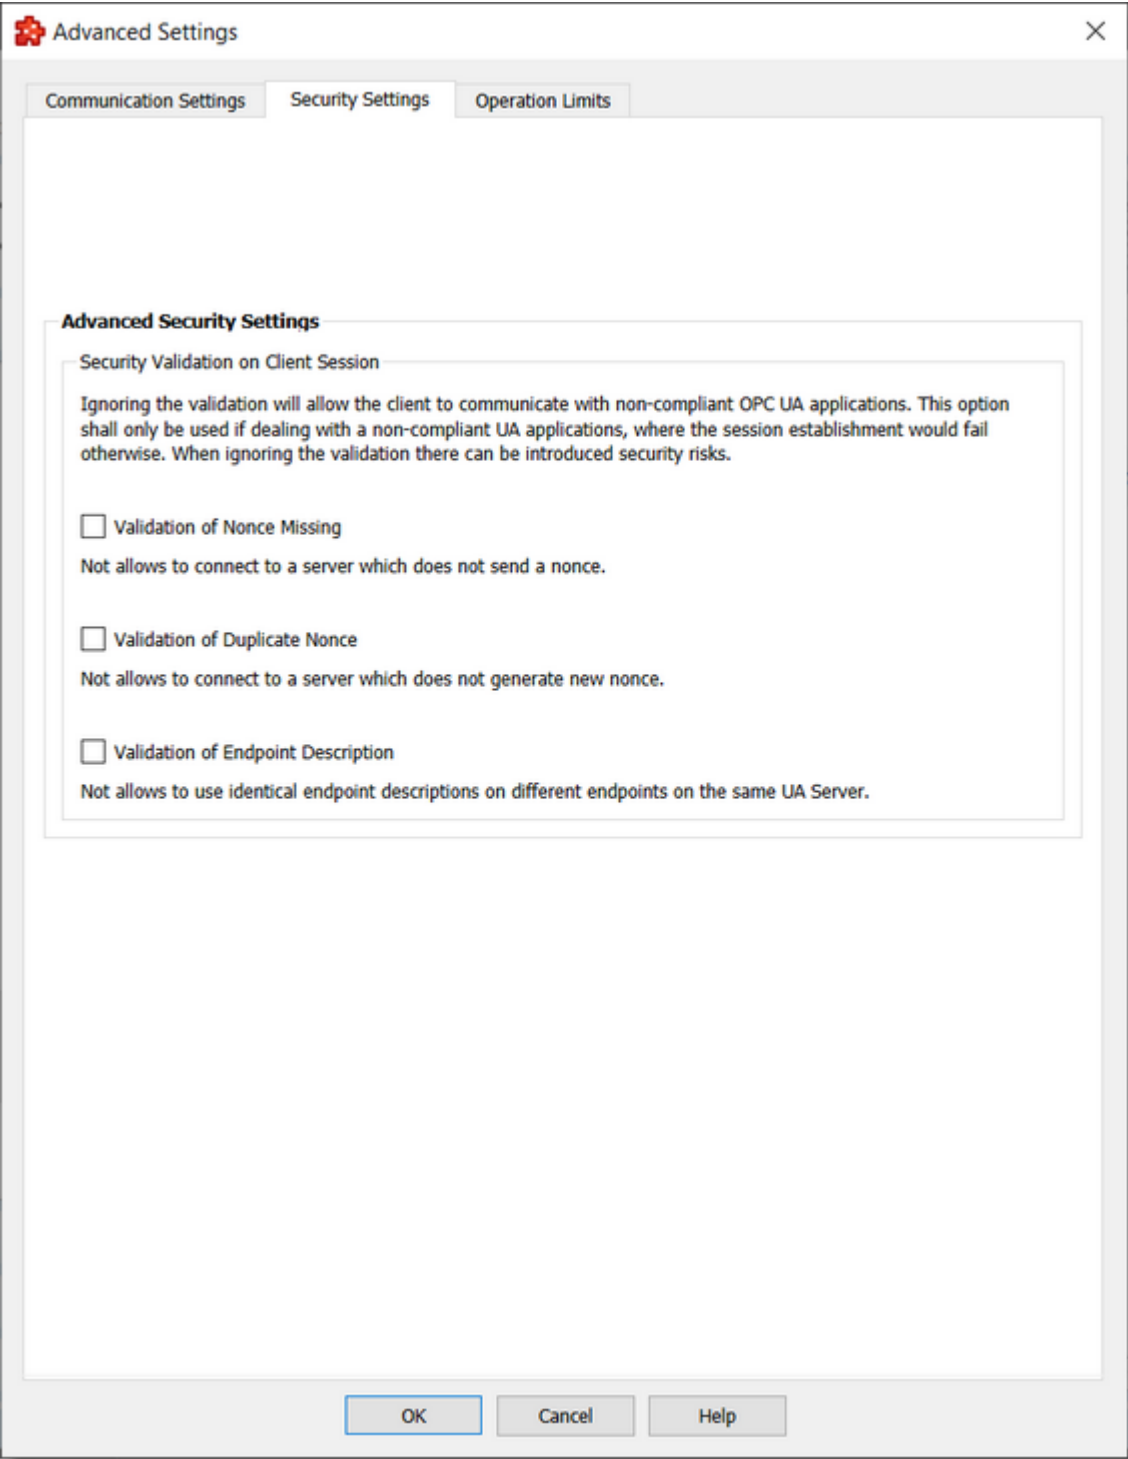 Advanced Settings
Communication Settings
Security Settings
Operation Limits
Advanced Security Settings
Security Validation on Client Session
Ignoring the validation will allow the client to communicate with non-compliant OPC UA applications. This option
shall only be used if dealing with a non-compliant UA applications, where the session establishment would fail
otherwise. When ignoring the validation there can be introduced security risks.
Validation of Nonce Missing
Not allows to connect to a server which does not send a nonce.
Validation of Duplicate Nonce
Not allows to connect to a server which does not generate new nonce.
Validation of Endpoint Description
Not allows to use identical endpoint descriptions on different endpoints on the same UA Server.
OK
Cancel
Help